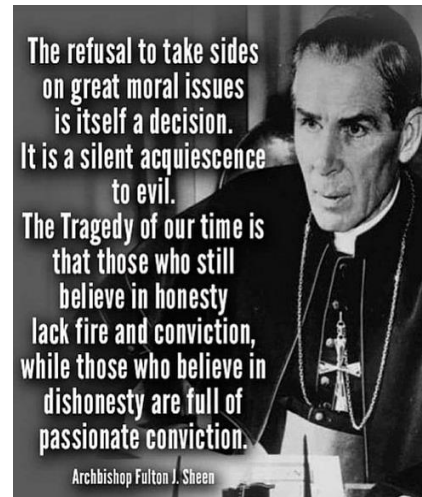 The refusal to take sides
on great moral issues
is itself a decision.
It is a silent acquiescence
to evil.
The Tragedy of our time is
that those who still
believe in honesty
lack fire and conviction,
while those who believe in
dishonesty are full of
passionate conviction.
Archbishop Fulton J. Sheen